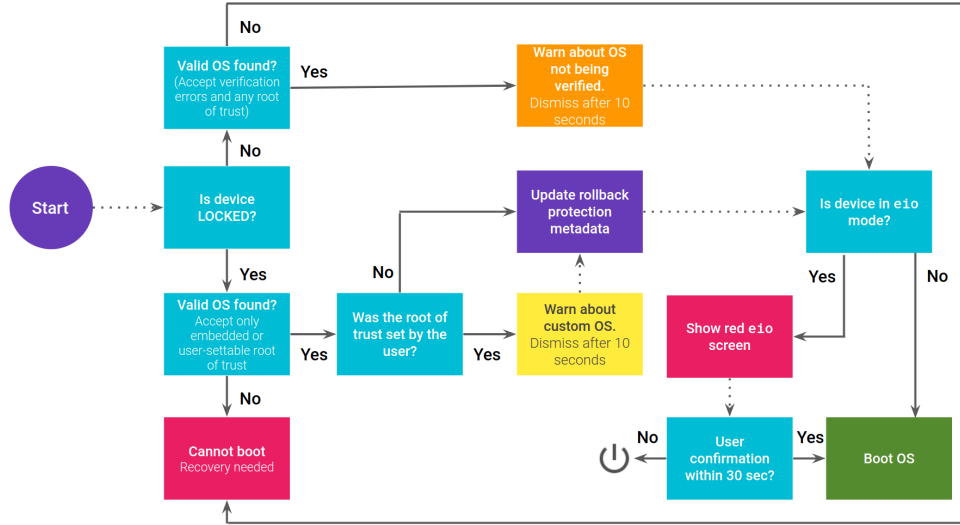 No
Valid OS found?
(Accept verification
errors and any root
of trust)
Yes
Warn about OS
not being
verified.
Dismiss after 10
seconds
No
Start
Is device
LOCKED?
Update rollback
protection
metadata
Is device in eio
mode?
Yes
No
Yes
No
Valid OS found?
Accept only
embedded or
user-settable root
of trust
Yes
Was the root of
trust set by the
user?
Yes
Warn about
custom OS.
Dismiss after 10
seconds
Show red eio
screen
No
Cannot boot
Recovery needed
No
User
confirmation
within 30 sec?
Yes
Boot OS